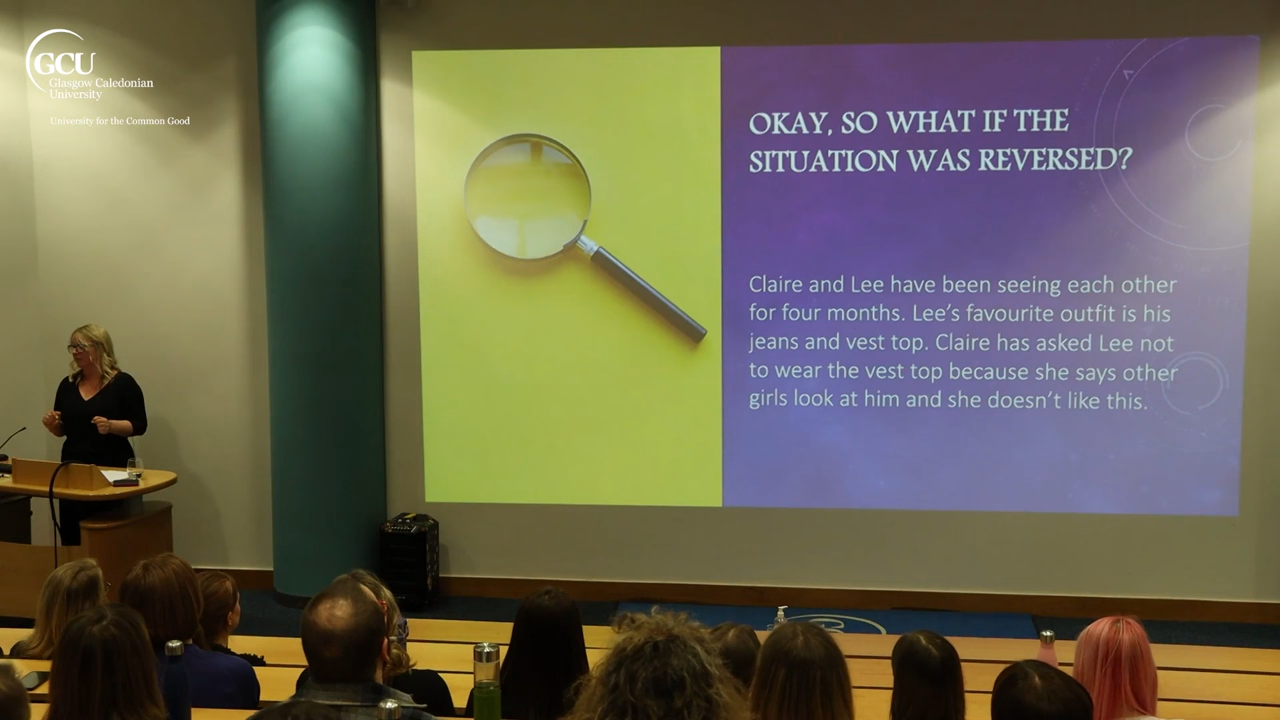 GCU
Glasgow Caledonian
University
University for the Common Good
OKAY, SO WHAT IF THE
SITUATION WAS REVERSED?
Claire and Lee have been seeing each other
for four months. Lee’s favourite outfit is his
jeans and vest top. Claire has asked Lee not
to wear the vest top because she says other
girls look at him and she doesn’t like this.